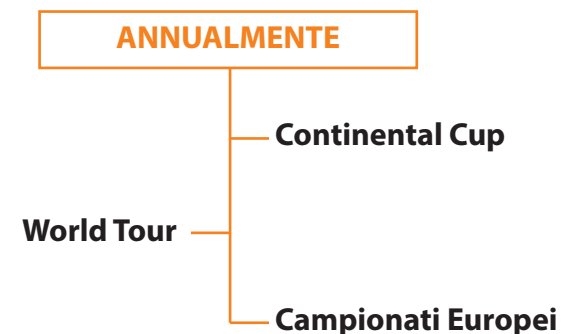 ANNUALMENTE
Continental Cup
World Tour
Campionati Europei